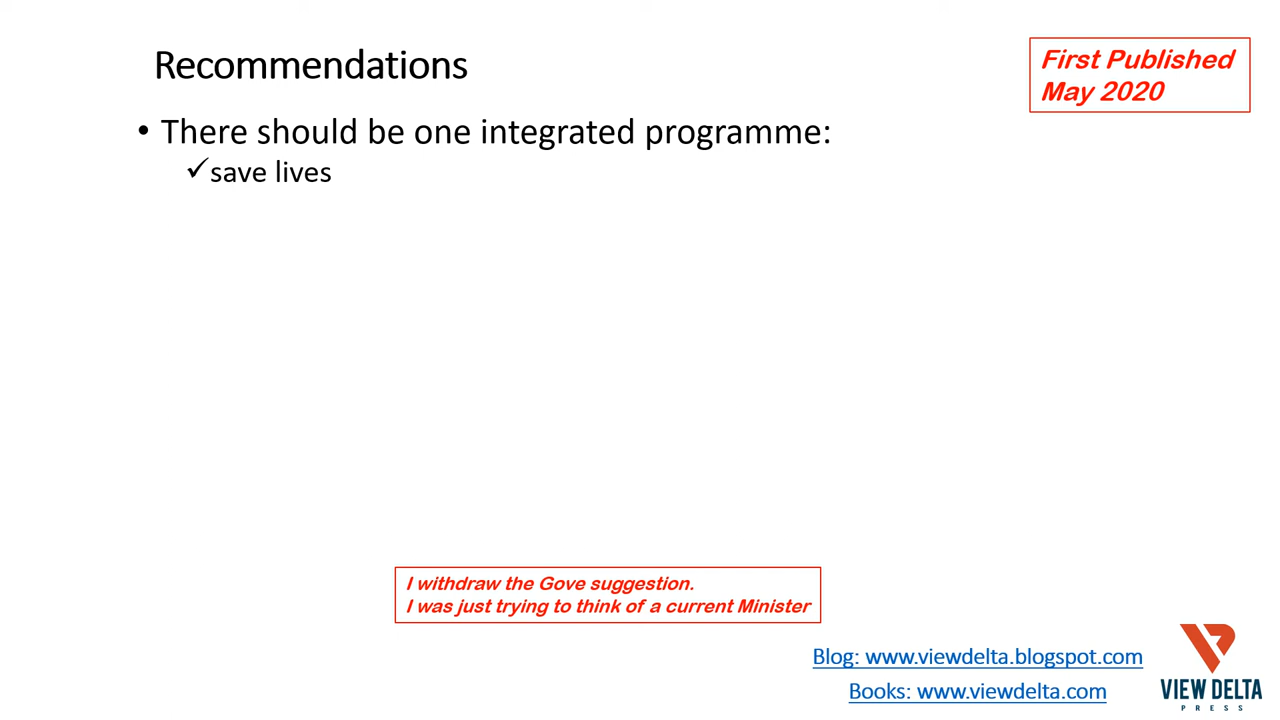 Recommendations
First Published
May 2020
• There should be one integrated programme:
✓save lives
I withdraw the Gove suggestion.
I was just trying to think of a current Minister
Blog: www.viewdelta.blogspot.com
Books: www.viewdelta.com
VIEW DELTA
PRESS